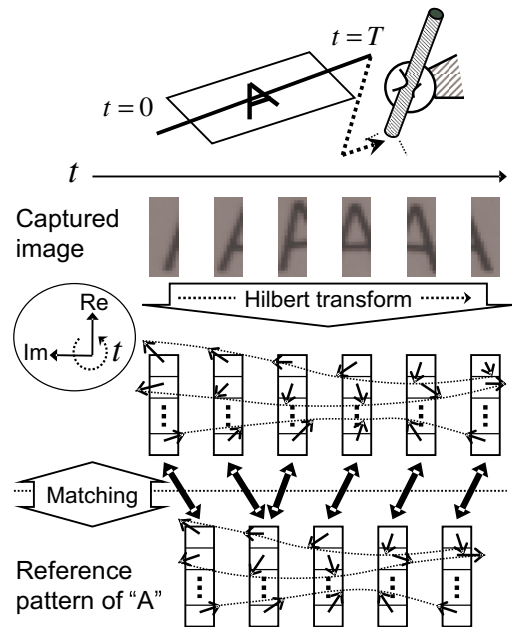 t = T
t = 0
A
t
Captured
image
Hilbert transform
Re
Im
t
Matching
Reference
pattern of “A”